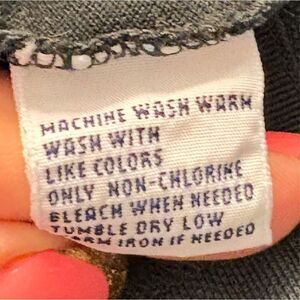 MACHINE WASH WARM
WASH WITH
LIKE COLORS
ONLY NON-CHLORINE
BLEACH WHEN NEEDED
TUMBLE DRY LOW
WARM IRON IF NEEDED